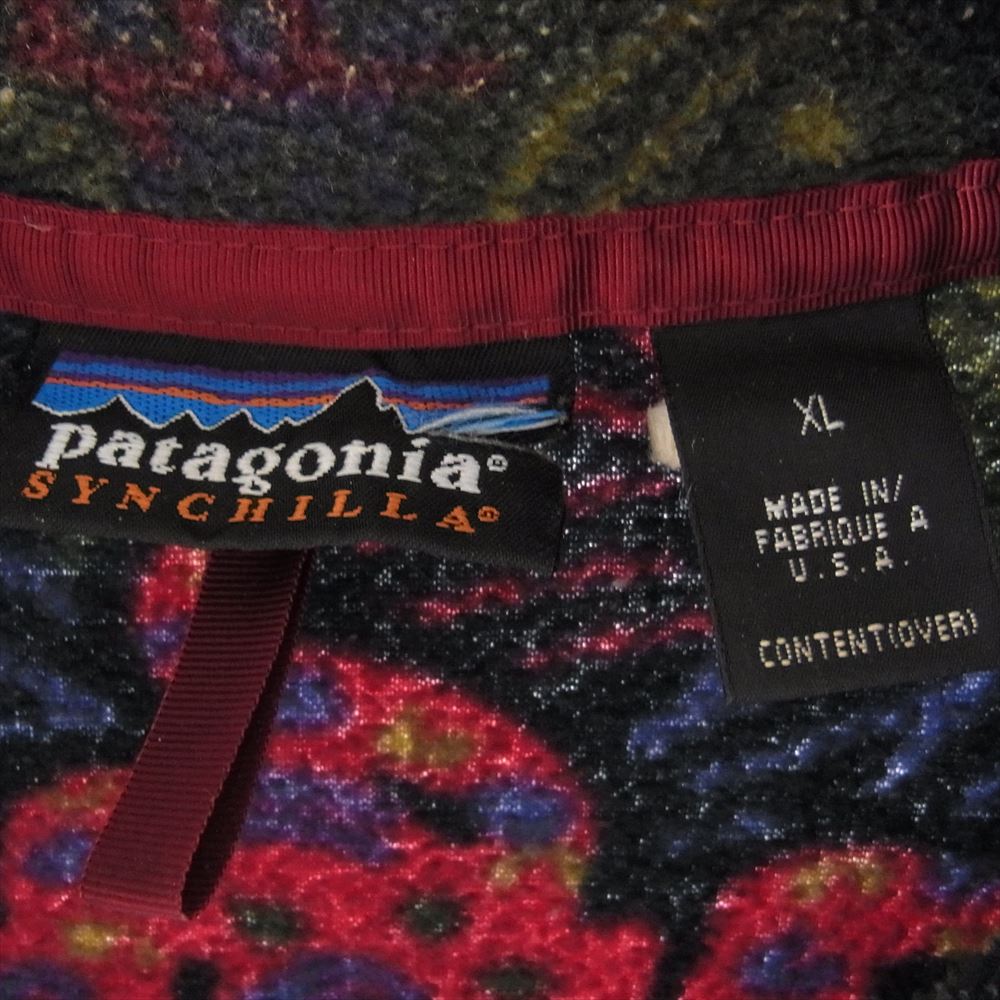 patagonia®
SYNCHILLA®
XL
MADE IN/
FABRIQUE A
U.S.A.
CONTENT(OVER)